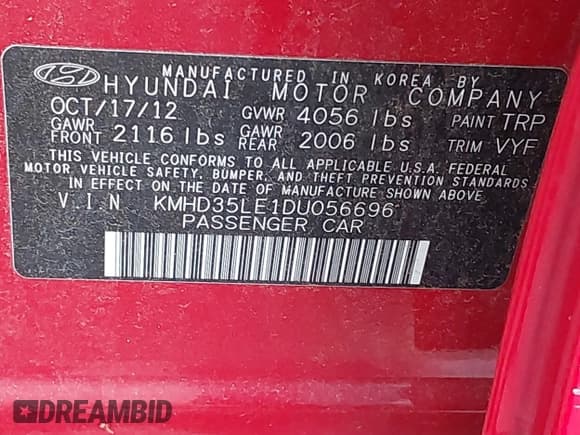 MANUFACTURED IN KOREA BY
HYUNDAI MOTOR COMPANY
OCT/17/12 GVWR 4056 lbs PAINT TRP
GAWR FRONT 2116 lbs GAWR REAR 2006 lbs TRIM VYF
THIS VEHICLE CONFORMS TO ALL APPLICABLE U.S.A. FEDERAL
MOTOR VEHICLE SAFETY, BUMPER, AND THEFT PREVENTION STANDARDS
IN EFFECT ON THE DATE OF MANUFACTURE SHOWN ABOVE
V.I.N KMHD35LE1DU056696
PASSENGER CAR
DREAMBID